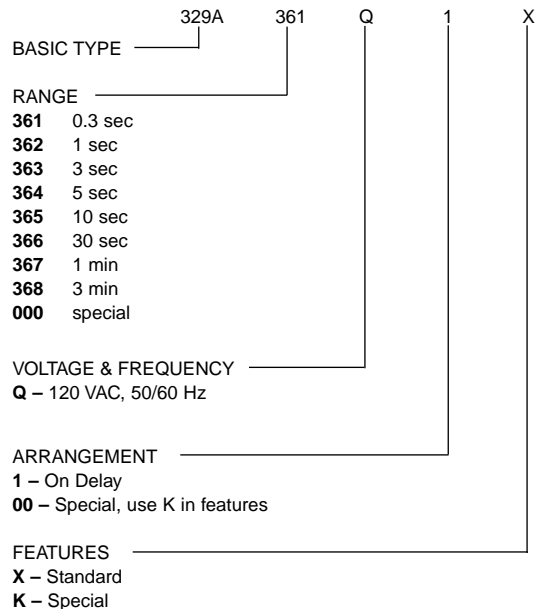 329A 361 Q 1 X
BASIC TYPE
RANGE
361 0.3 sec
362 1 sec
363 3 sec
364 5 sec
365 10 sec
366 30 sec
367 1 min
368 3 min
000 special
VOLTAGE & FREQUENCY
Q – 120 VAC, 50/60 Hz
ARRANGEMENT
1 – On Delay
00 – Special, use K in features
FEATURES
X – Standard
K – Special